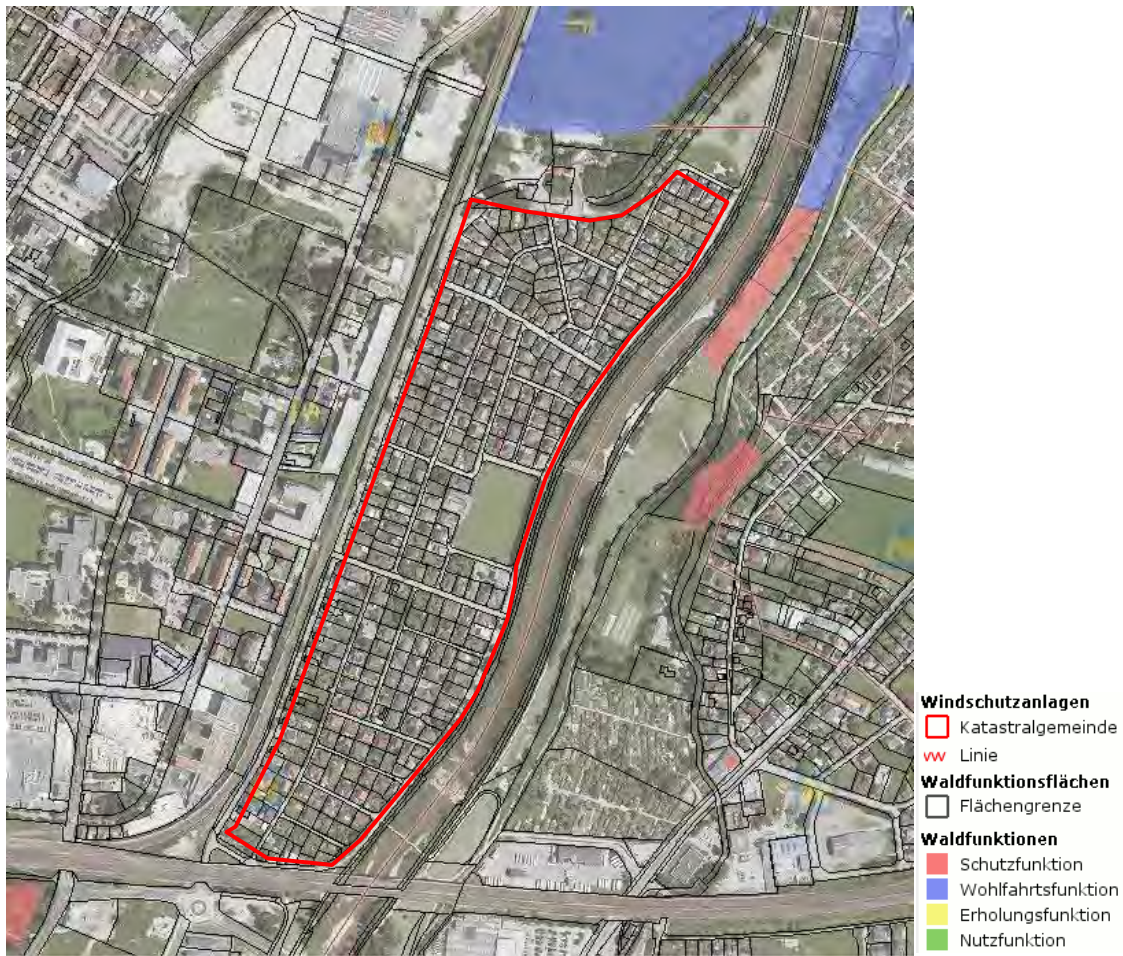 Windschutzanlagen
Katastralgemeinde
Linie
Waldfunktionsflächen
Flächengrenze
Waldfunktionen
Schutzfunktion
Wohlfahrtsfunktion
Erholungsfunktion
Nutzfunktion